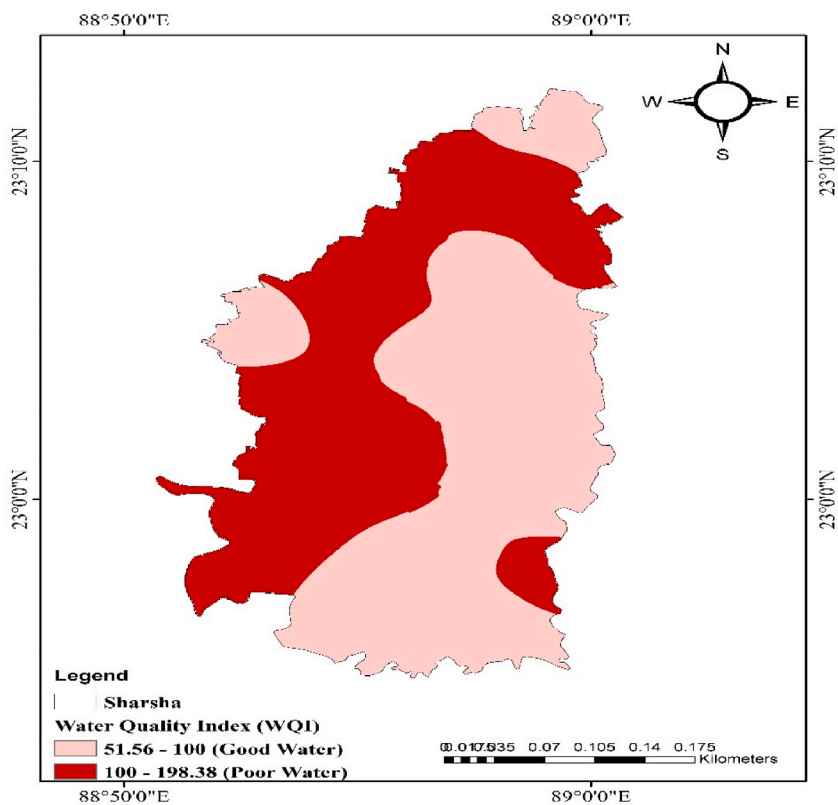 88°50'0"E 89°0'0"E
N
W E
S
23°10'0"N 23°10'0"N
23°0'0"N 23°0'0"N
Legend
Sharsha
Water Quality Index (WQI)
51.56 - 100 (Good Water)
100 - 198.38 (Poor Water)
0.035 0.07 0.105 0.14 0.175
Kilometers
88°50'0"E 89°0'0"E